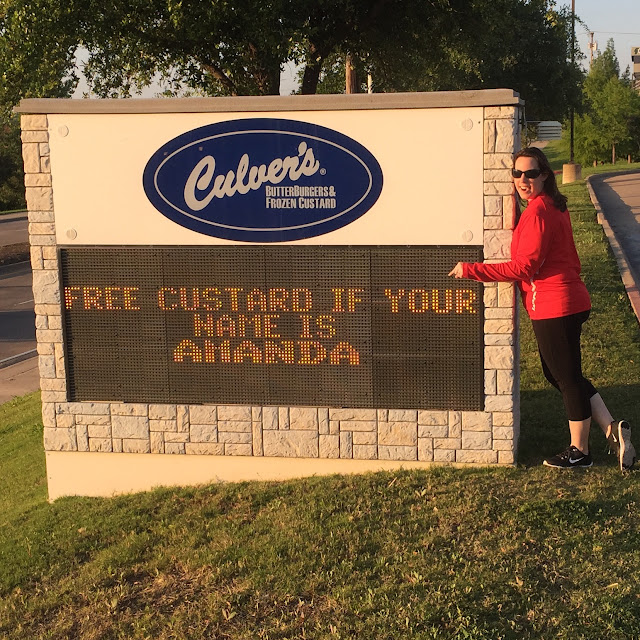 Culver's®
BUTTERBURGERS &
FROZEN CUSTARD
FREE CUSTARD IF YOUR
NAME IS
AMANDA